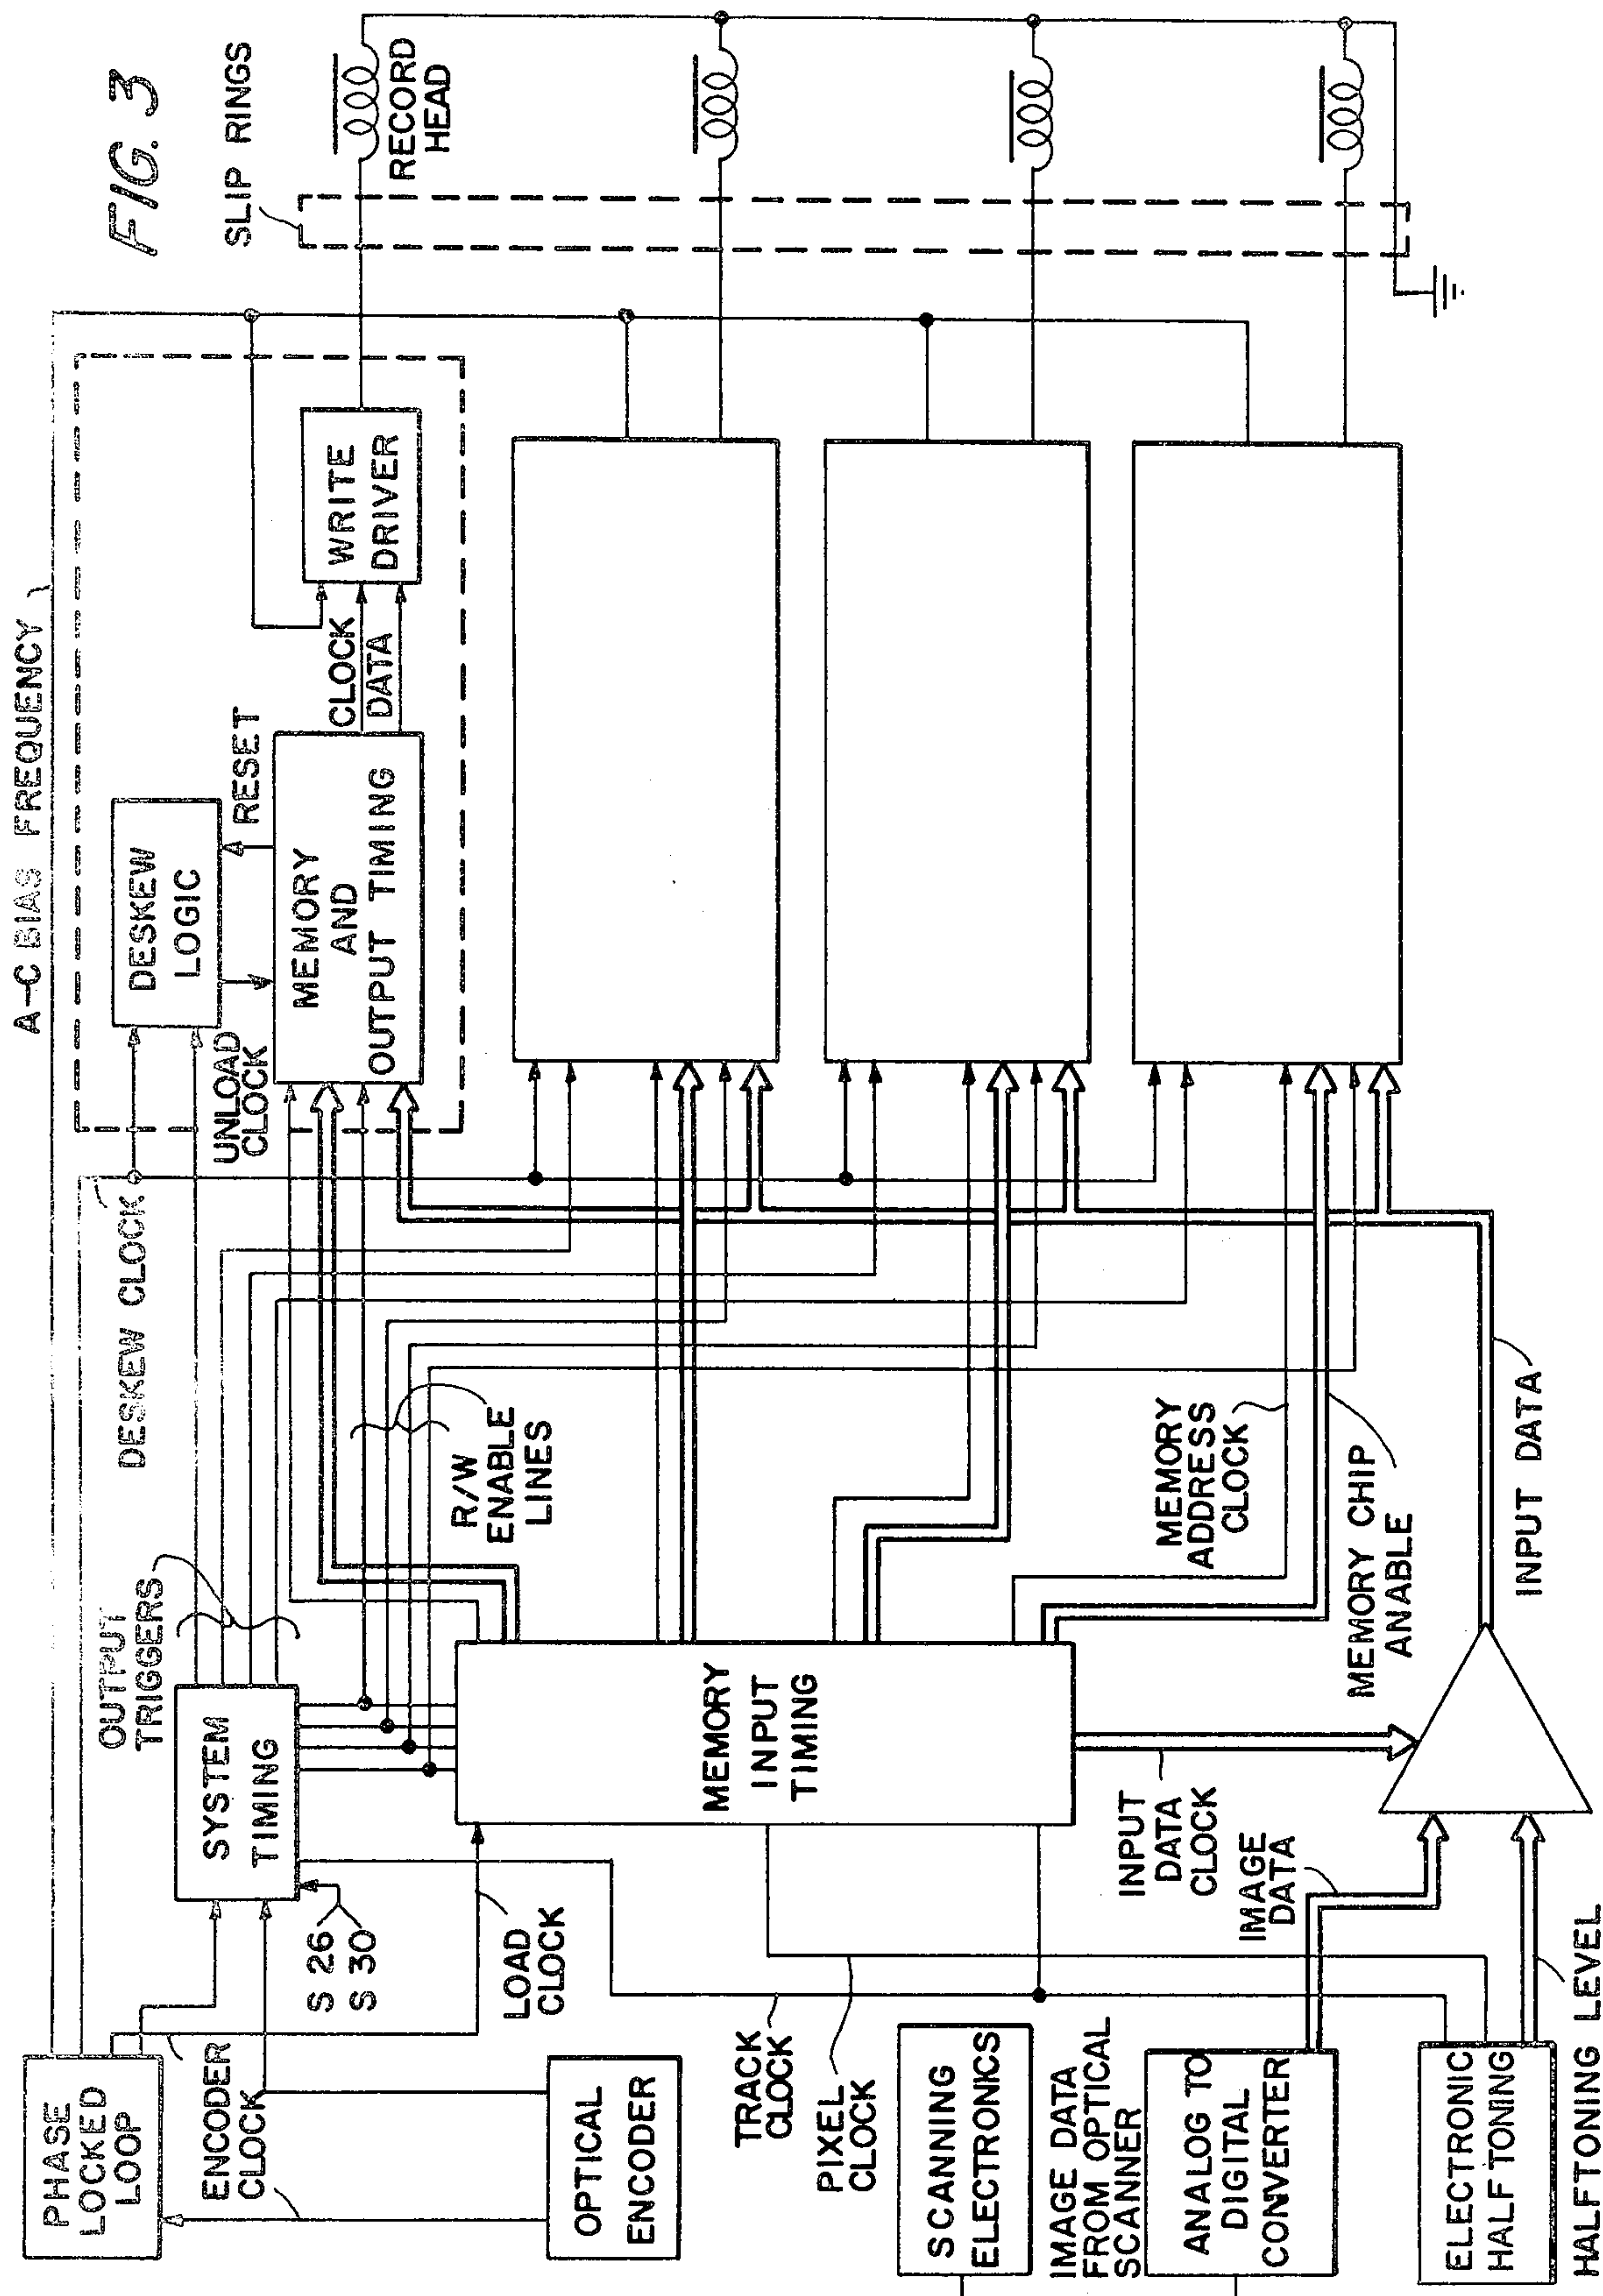 FIG. 3
A-C BIAS FREQUENCY
SLIP RINGS
RECORD
HEAD
DESKEW
LOGIC
RESET
UNLOAD
CLOCK
MEMORY
AND
OUTPUT TIMING
CLOCK
DATA
WRITE
DRIVER
DESKEW CLOCK
OUTPUT
TRIGGERS
R/W
ENABLE
LINES
PHASE
LOCKED
LOOP
SYSTEM
TIMING
ENCODER
CLOCK
S 26
S 30
LOAD
CLOCK
OPTICAL
ENCODER
MEMORY
INPUT
TIMING
TRACK
CLOCK
PIXEL
CLOCK
SCANNING
ELECTRONICS
MEMORY
ADDRESS
CLOCK
MEMORY CHIP
ANABLE
INPUT
DATA
CLOCK
IMAGE
DATA
INPUT DATA
IMAGE DATA
FROM OPTICAL
SCANNER
ANALOG TO
DIGITAL
CONVERTER
ELECTRONIC
HALF TONING
HALFTONING LEVEL